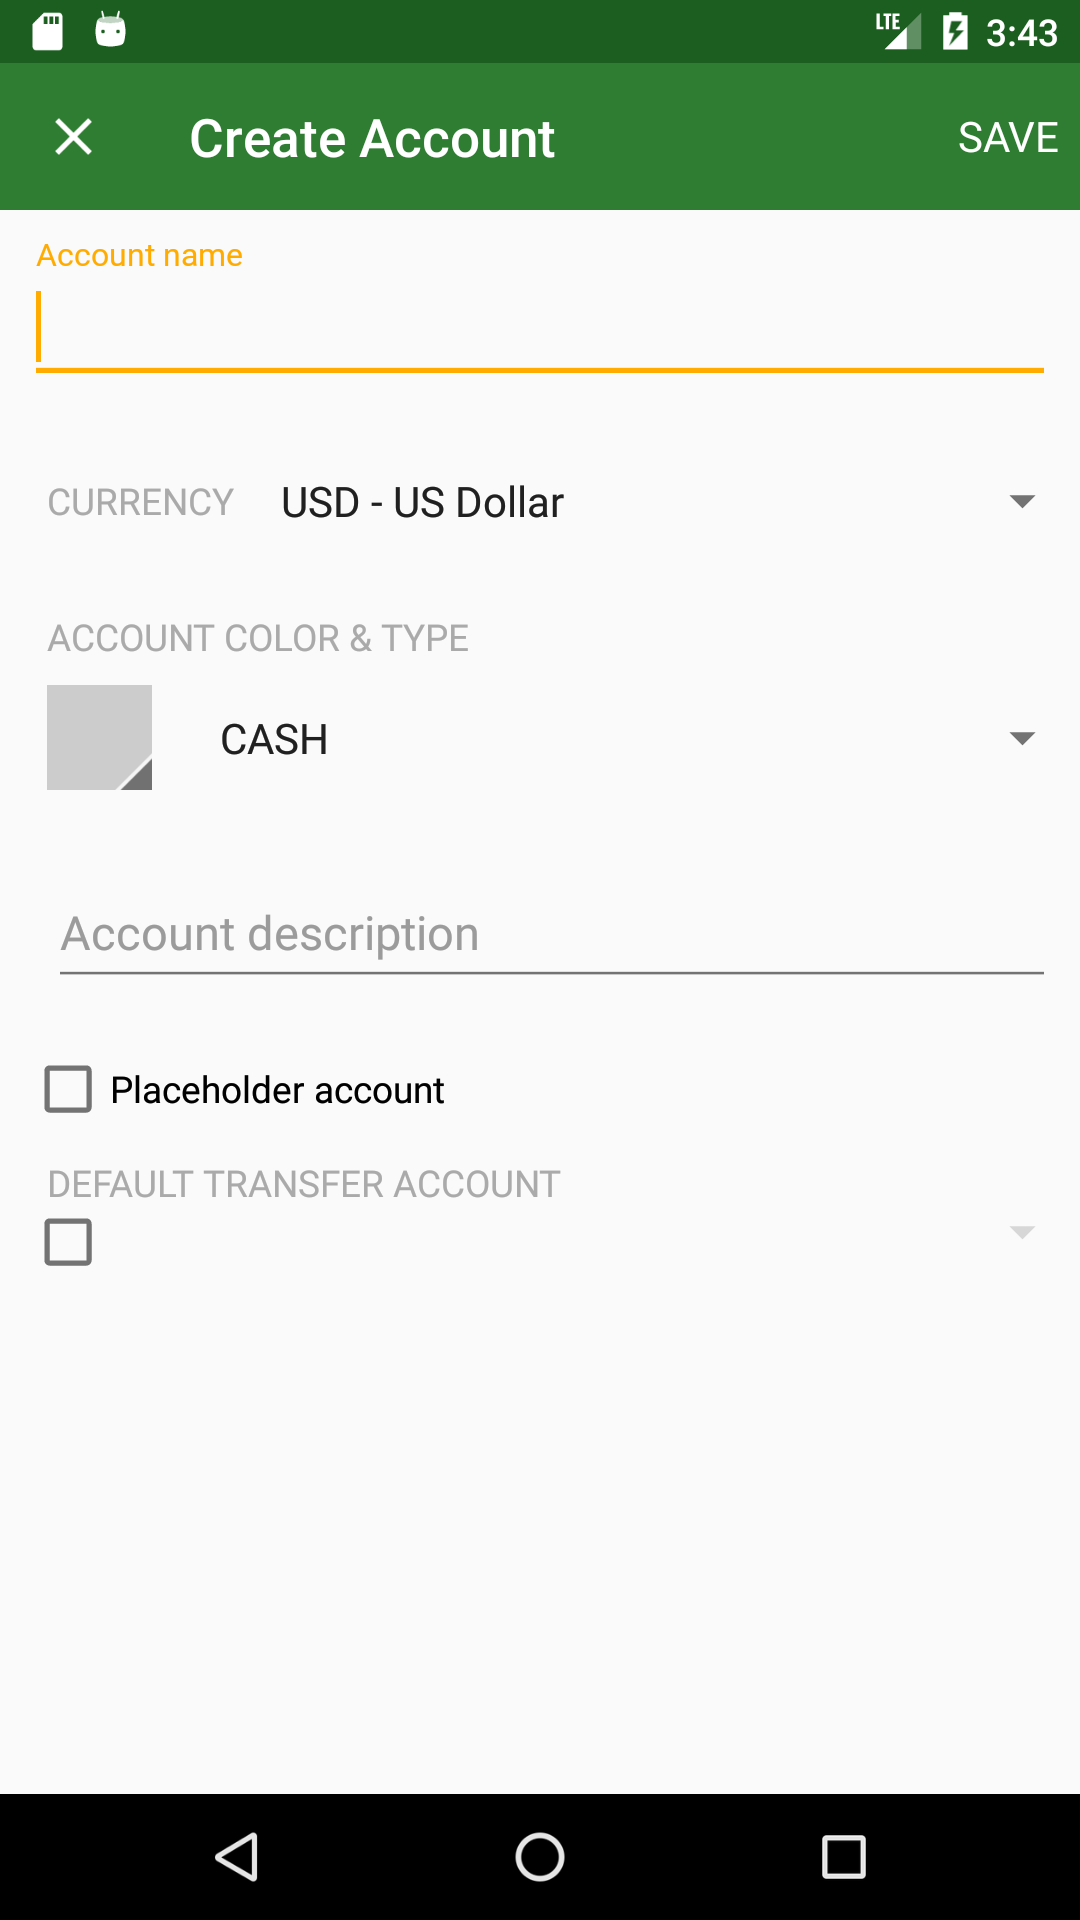 LTE 3:43
Create Account SAVE
Account name
CURRENCY USD - US Dollar
ACCOUNT COLOR & TYPE
CASH
Account description
Placeholder account
DEFAULT TRANSFER ACCOUNT